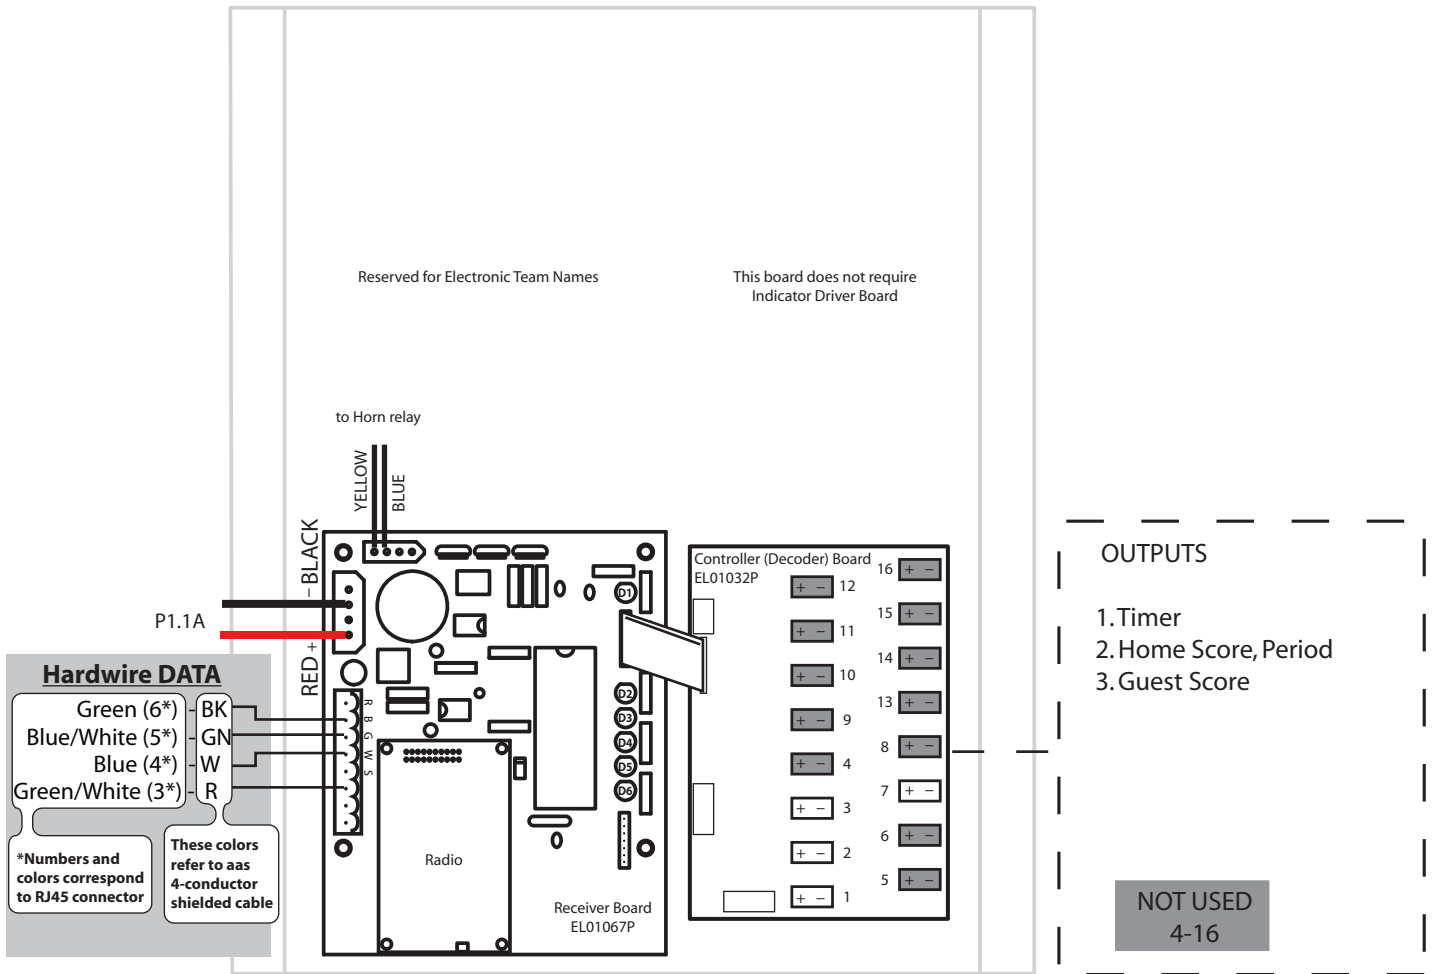 Reserved for Electronic Team Names
This board does not require
Indicator Driver Board
to Horn relay
YELLOW
BLUE
- BLACK
RED +
P1.1A
Hardwire DATA
Green (6*) - BK
Blue/White (5*) - GN
Blue (4*) - W
Green/White (3*) - R
*Numbers and
colors correspond
to RJ45 connector
These colors
refer to aas
4-conductor
shielded cable
R
B
G
W
S
D1
D2
D3
D4
D5
D6
Radio
Receiver Board
EL01067P
Controller (Decoder) Board
EL01032P
+ - 12
+ - 11
+ - 10
+ - 9
+ - 4
+ - 3
+ - 2
+ - 1
16 + -
15 + -
14 + -
13 + -
8 + -
7 + -
6 + -
5 + -
OUTPUTS
1. Timer
2. Home Score, Period
3. Guest Score
NOT USED
4-16